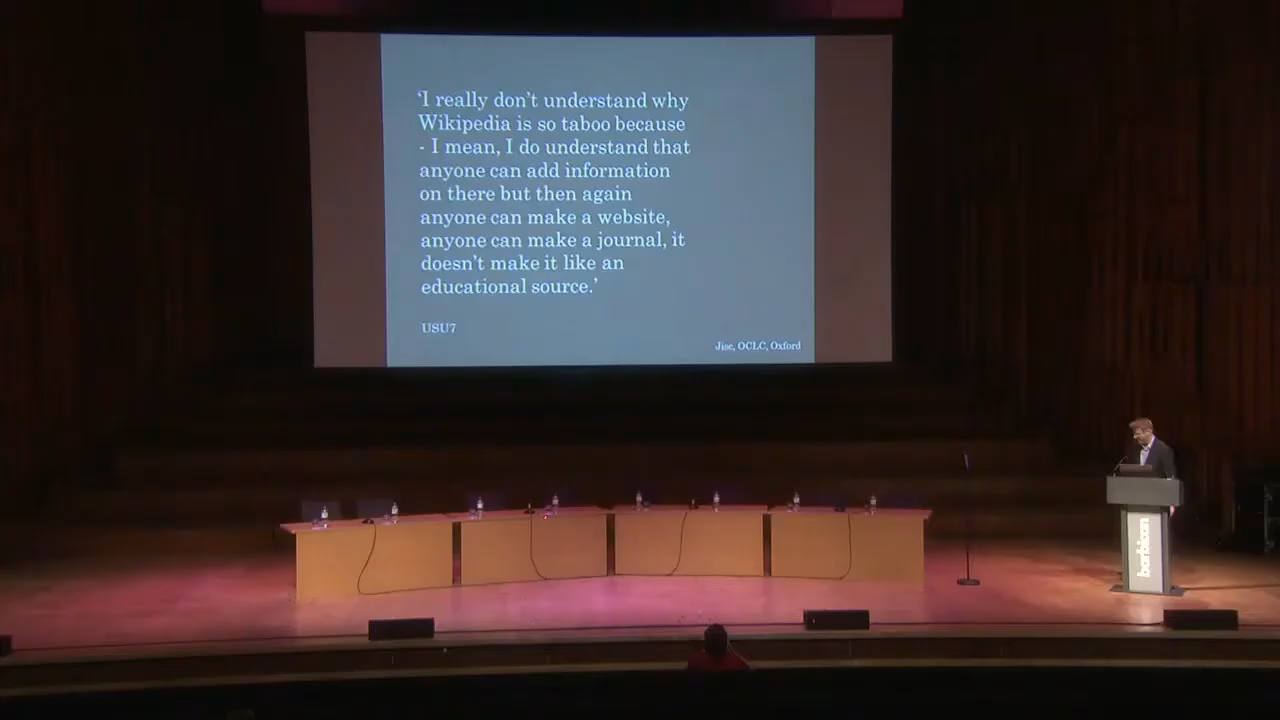 ‘I really don’t understand why
Wikipedia is so taboo because
- I mean, I do understand that
anyone can add information
on there but then again
anyone can make a website,
anyone can make a journal, it
doesn’t make it like an
educational source.’
USU7
Jisc, OCLC, Oxford
barbican